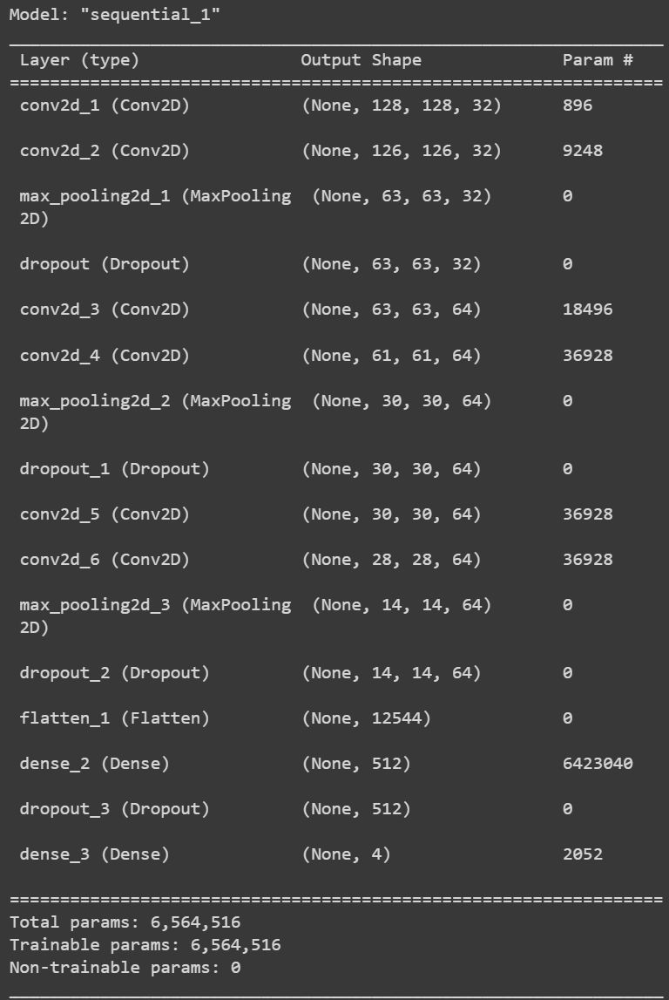 Model: "sequential_1"
_________________________________________________________________
Layer (type) Output Shape Param #
=================================================================
conv2d_1 (Conv2D) (None, 128, 128, 32) 896
conv2d_2 (Conv2D) (None, 126, 126, 32) 9248
max_pooling2d_1 (MaxPooling (None, 63, 63, 32) 0
2D)
dropout (Dropout) (None, 63, 63, 32) 0
conv2d_3 (Conv2D) (None, 63, 63, 64) 18496
conv2d_4 (Conv2D) (None, 61, 61, 64) 36928
max_pooling2d_2 (MaxPooling (None, 30, 30, 64) 0
2D)
dropout_1 (Dropout) (None, 30, 30, 64) 0
conv2d_5 (Conv2D) (None, 30, 30, 64) 36928
conv2d_6 (Conv2D) (None, 28, 28, 64) 36928
max_pooling2d_3 (MaxPooling (None, 14, 14, 64) 0
2D)
dropout_2 (Dropout) (None, 14, 14, 64) 0
flatten_1 (Flatten) (None, 12544) 0
dense_2 (Dense) (None, 512) 6423040
dropout_3 (Dropout) (None, 512) 0
dense_3 (Dense) (None, 4) 2052
=================================================================
Total params: 6,564,516
Trainable params: 6,564,516
Non-trainable params: 0
_________________________________________________________________